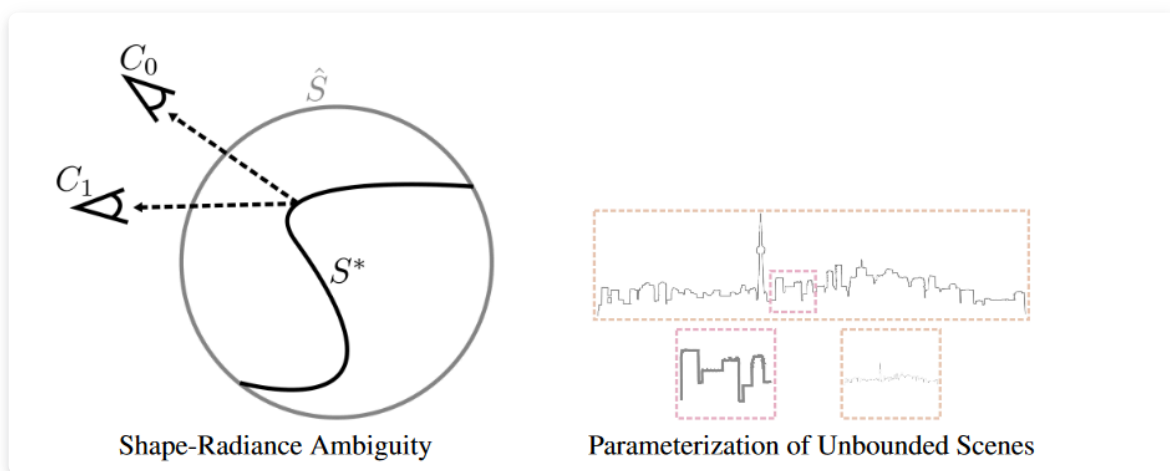 C₀
Ŝ
C₁
S*
Shape-Radiance Ambiguity
Parameterization of Unbounded Scenes